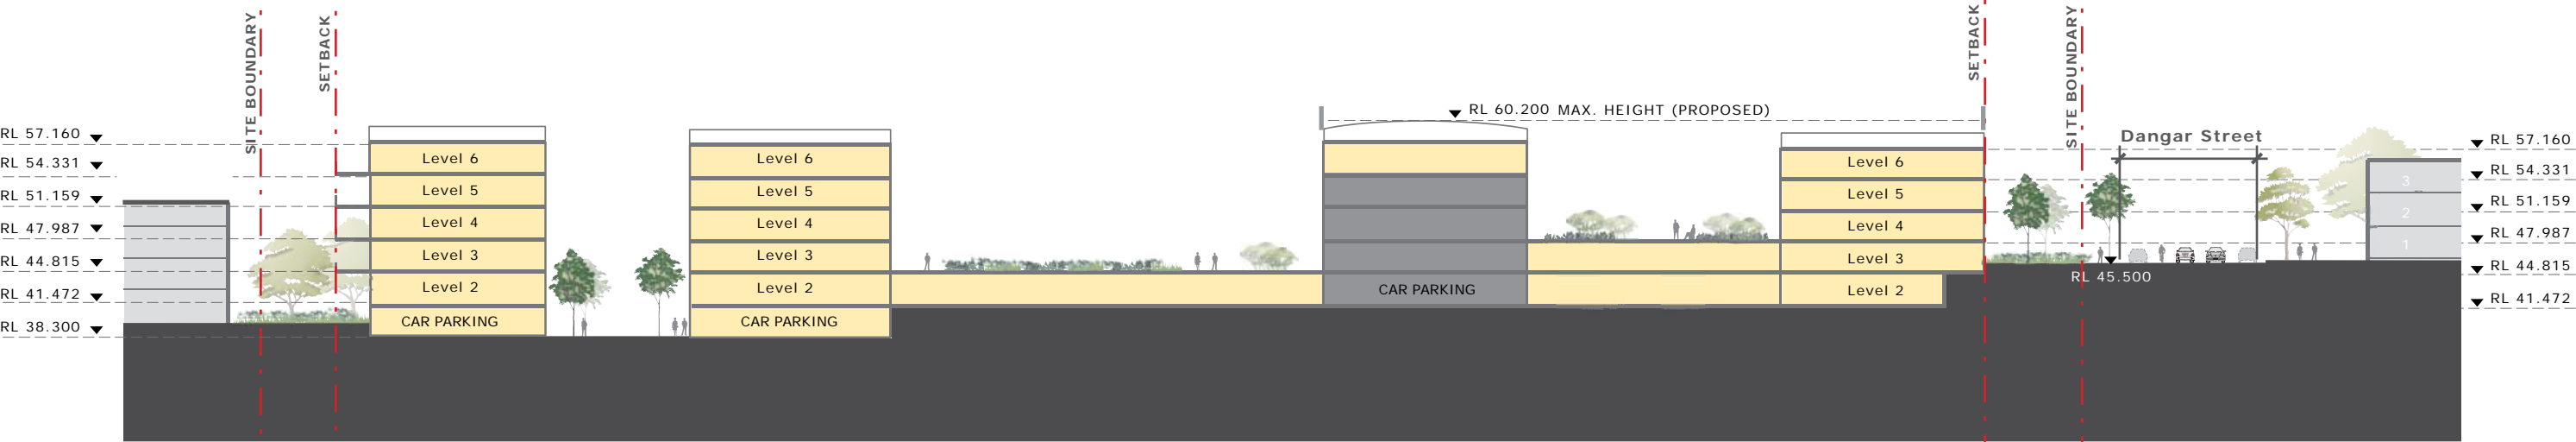 SITE BOUNDARY
SETBACK
SETBACK
SITE BOUNDARY
RL 60.200 MAX. HEIGHT (PROPOSED)
Dangar Street
RL 57.160
RL 54.331
RL 51.159
RL 47.987
RL 44.815
RL 41.472
RL 38.300
Level 6
Level 5
Level 4
Level 3
Level 2
CAR PARKING
Level 6
Level 5
Level 4
Level 3
Level 2
CAR PARKING
CAR PARKING
Level 6
Level 5
Level 4
Level 3
Level 2
RL 45.500
3
2
1
RL 57.160
RL 54.331
RL 51.159
RL 47.987
RL 44.815
RL 41.472